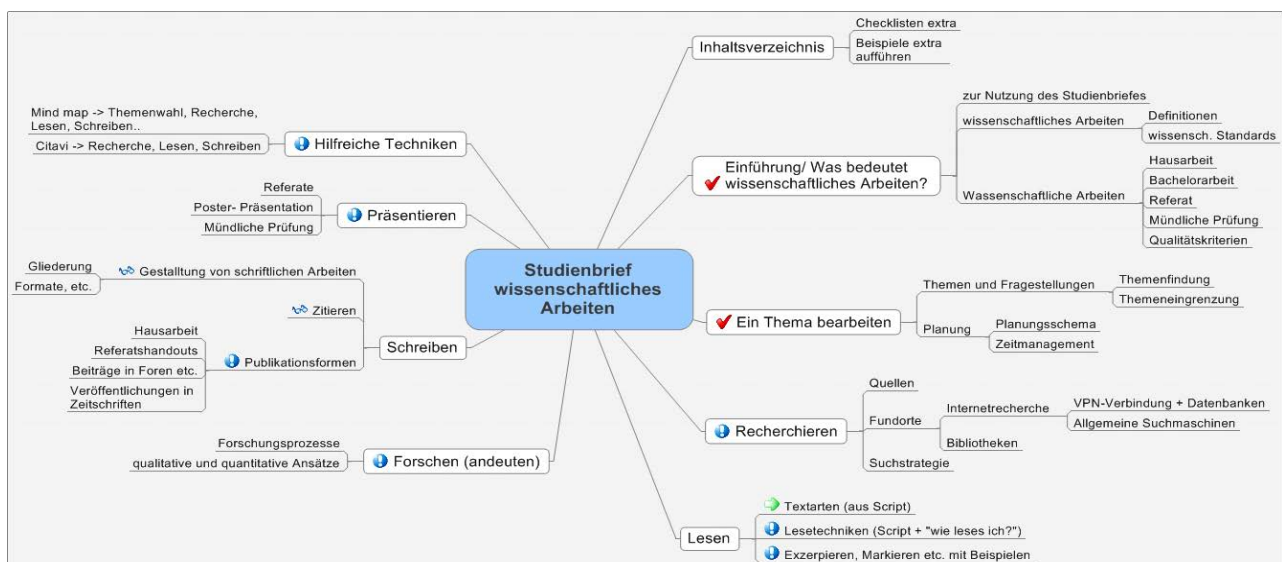 Studienbrief
wissenschaftliches
Arbeiten
Inhaltsverzeichnis
Checklisten extra
Beispiele extra
aufführen
Einführung/ Was bedeutet
wissenschaftliches Arbeiten?
zur Nutzung des Studienbriefes
wissenschaftliches Arbeiten
Definitionen
wissensch. Standards
Wassenschaftliche Arbeiten
Hausarbeit
Bachelorarbeit
Referat
Mündliche Prüfung
Qualitätskriterien
Ein Thema bearbeiten
Themen und Fragestellungen
Themenfindung
Themeneingrenzung
Planung
Planungsschema
Zeitmanagement
Recherchieren
Quellen
Fundorte
Internetrecherche
VPN-Verbindung + Datenbanken
Allgemeine Suchmaschinen
Bibliotheken
Suchstrategie
Lesen
Textarten (aus Script)
Lesetechniken (Script + "wie leses ich?")
Exzerpieren, Markieren etc. mit Beispielen
Hilfreiche Techniken
Mind map -> Themenwahl, Recherche,
Lesen, Schreiben..
Citavi -> Recherche, Lesen, Schreiben
Präsentieren
Referate
Poster- Präsentation
Mündliche Prüfung
Schreiben
Gestalltung von schriftlichen Arbeiten
Gliederung
Formate, etc.
Zitieren
Publikationsformen
Hausarbeit
Referatshandouts
Beiträge in Foren etc.
Veröffentlichungen in
Zeitschriften
Forschen (andeuten)
Forschungsprozesse
qualitative und quantitative Ansätze